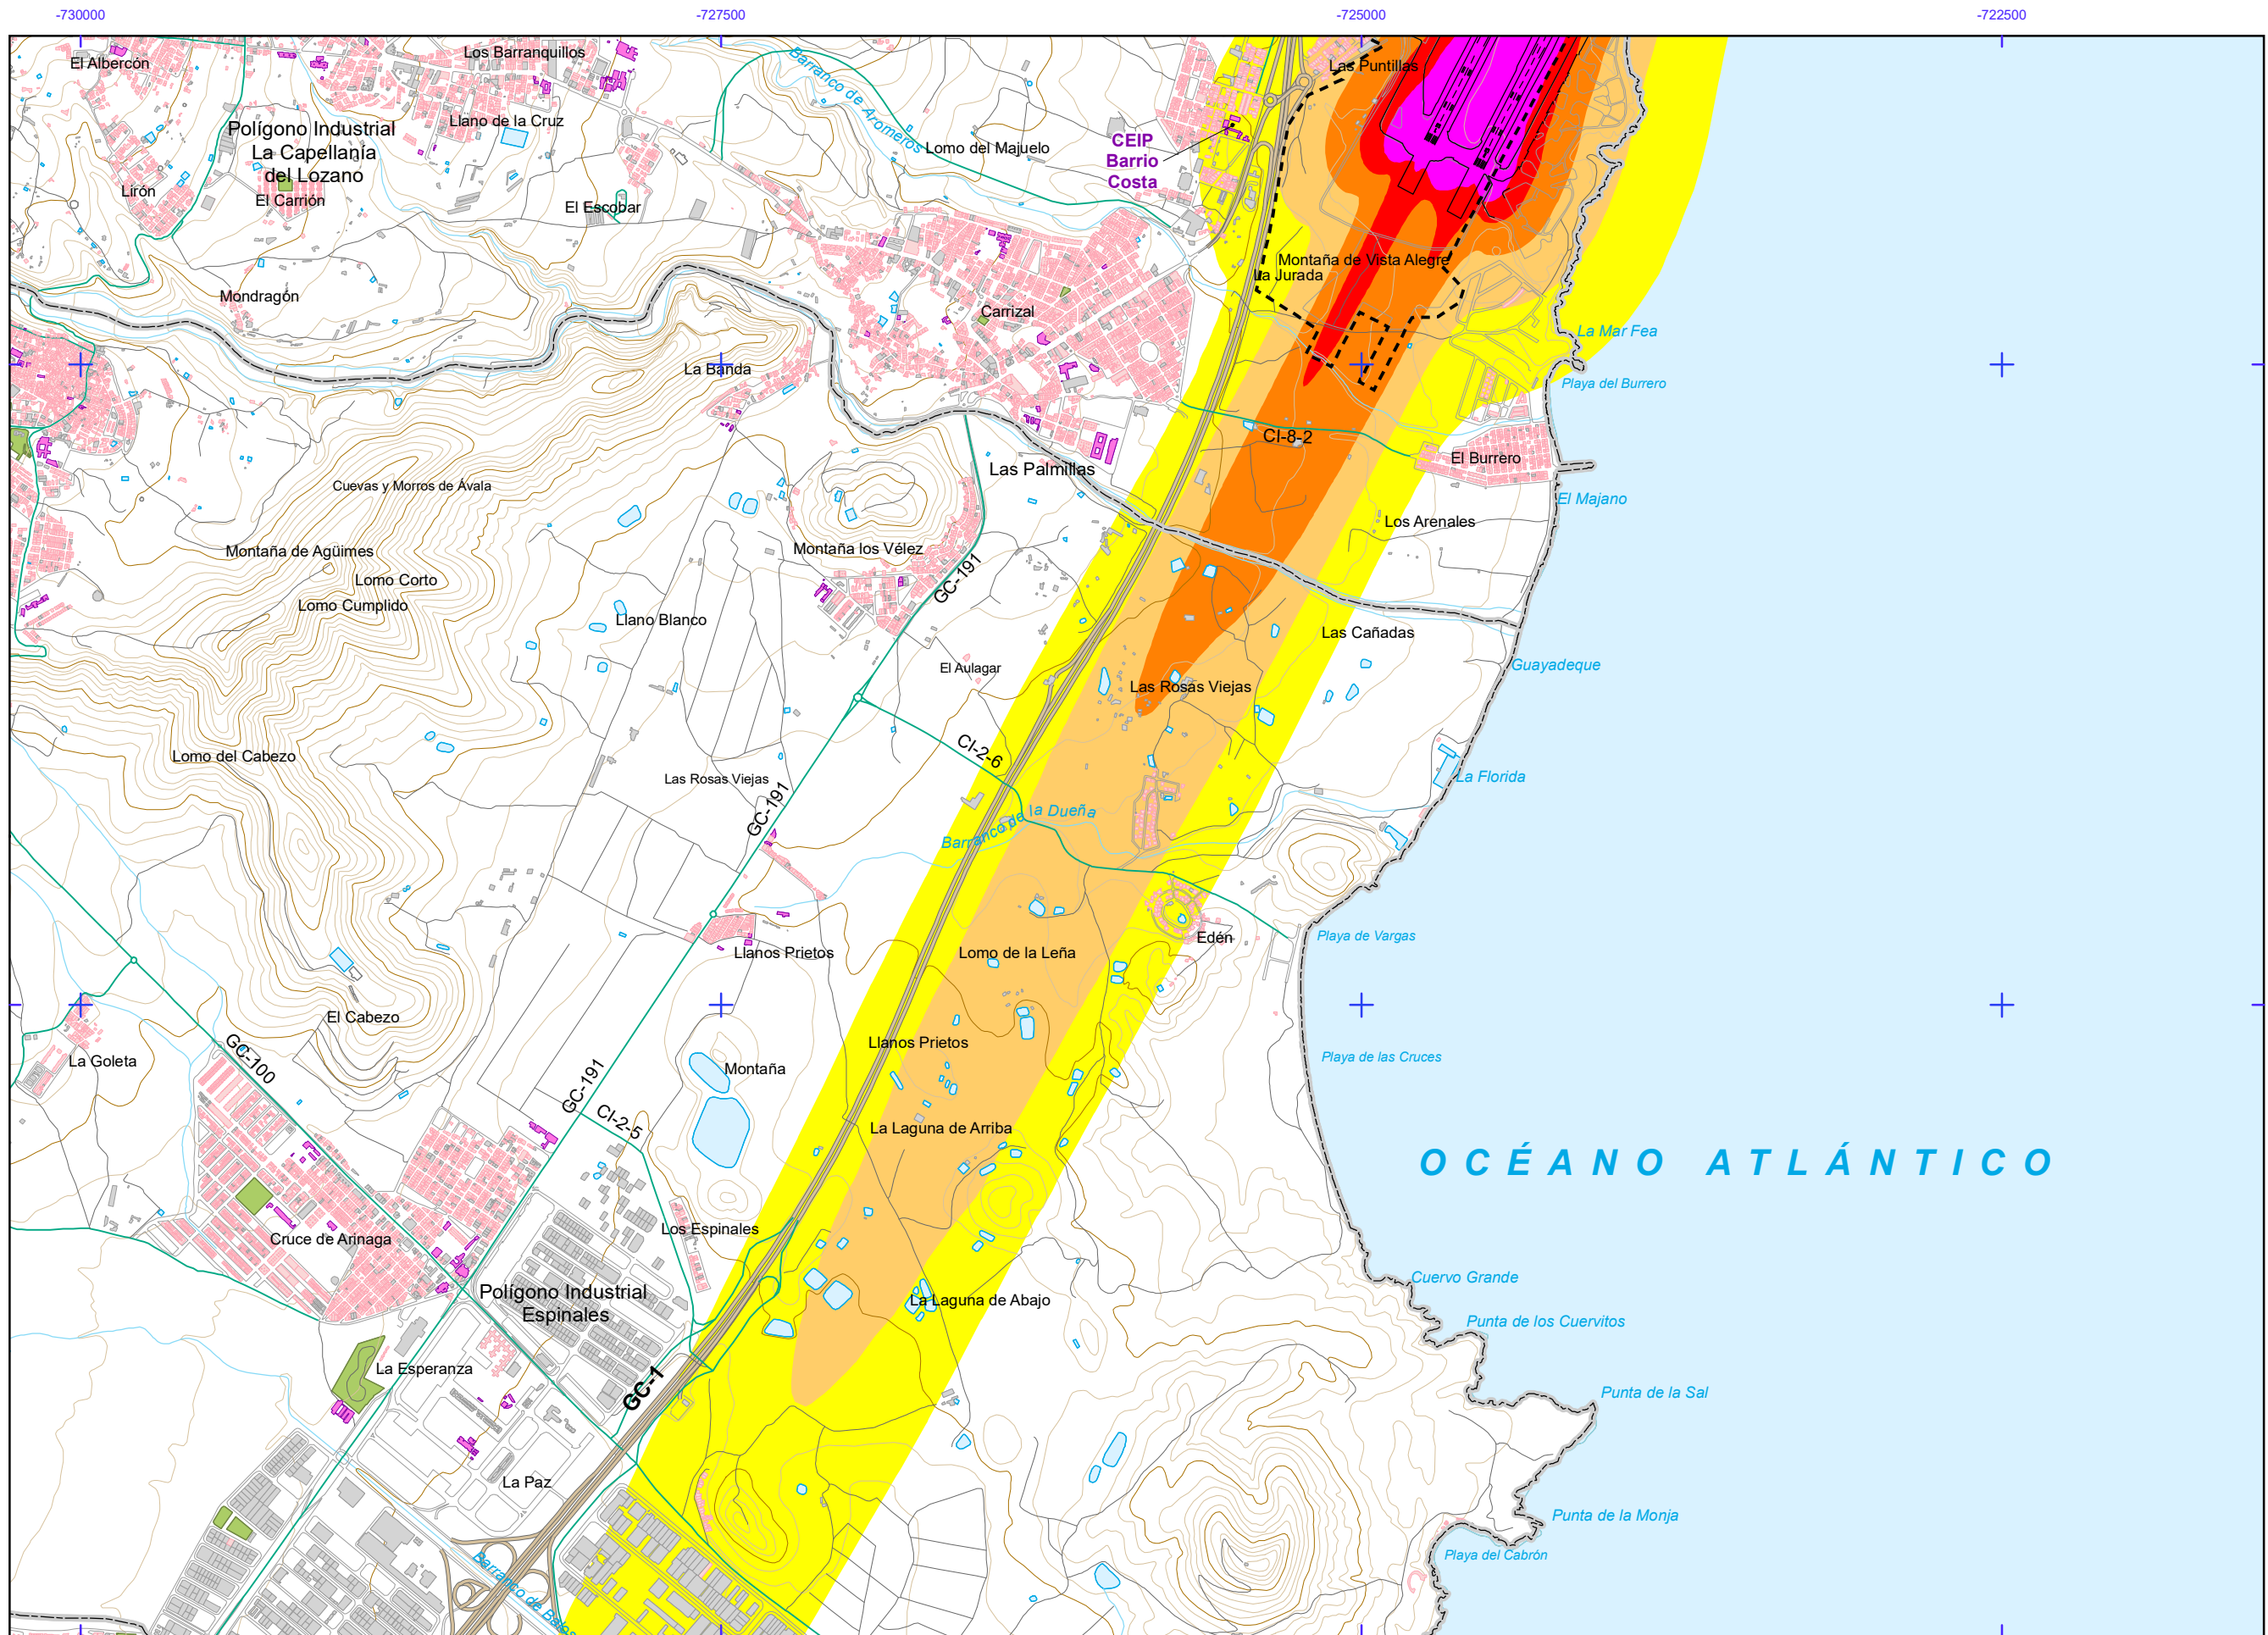 -730000
-727500
-725000
-722500
El Albercón
Los Barranquillos
Barranco de Aromeros
Las Puntillas
Polígono Industrial
La Capellanía
del Lozano
Llano de la Cruz
Lomo del Majuelo
CEIP
Barrio
Costa
Lirón
El Carrión
El Escobar
Montaña de Vista Alegre
La Jurada
Mondragón
Carrizal
La Mar Fea
La Banda
Playa del Burrero
CI-8-2
El Burrero
Las Palmillas
Cuevas y Morros de Ávala
El Majano
Los Arenales
Montaña de Agüimes
Montaña los Vélez
Lomo Corto
GC-191
Lomo Cumplido
Llano Blanco
Las Cañadas
El Aulagar
Guayadeque
Las Rosas Viejas
Lomo del Cabezo
CI-2-6
Las Rosas Viejas
La Florida
GC-191
Barranco de la Dueña
Edén
Playa de Vargas
Llanos Prietos
Lomo de la Leña
El Cabezo
Llanos Prietos
La Goleta
GC-100
Montaña
Playa de las Cruces
GC-191
CI-2-5
La Laguna de Arriba
OCÉANO ATLÁNTICO
Los Espinales
Cruce de Arinaga
Cuervo Grande
Polígono Industrial
Espinales
La Laguna de Abajo
Punta de los Cuervitos
La Esperanza
GC-1
Punta de la Sal
La Paz
Punta de la Monja
Barranco de Balos
Playa del Cabrón